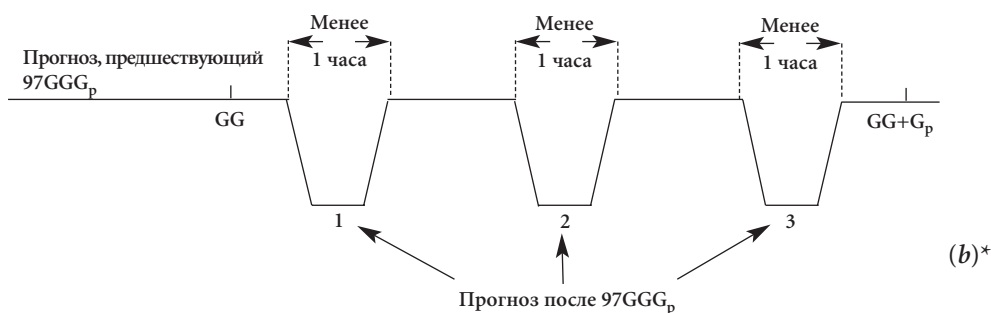 Менее Менее Менее
1 часа 1 часа 1 часа
Прогноз, предшествующий
97GGGp
GG GG+Gp
1 2 3
(b)*
Прогноз после 97GGGp